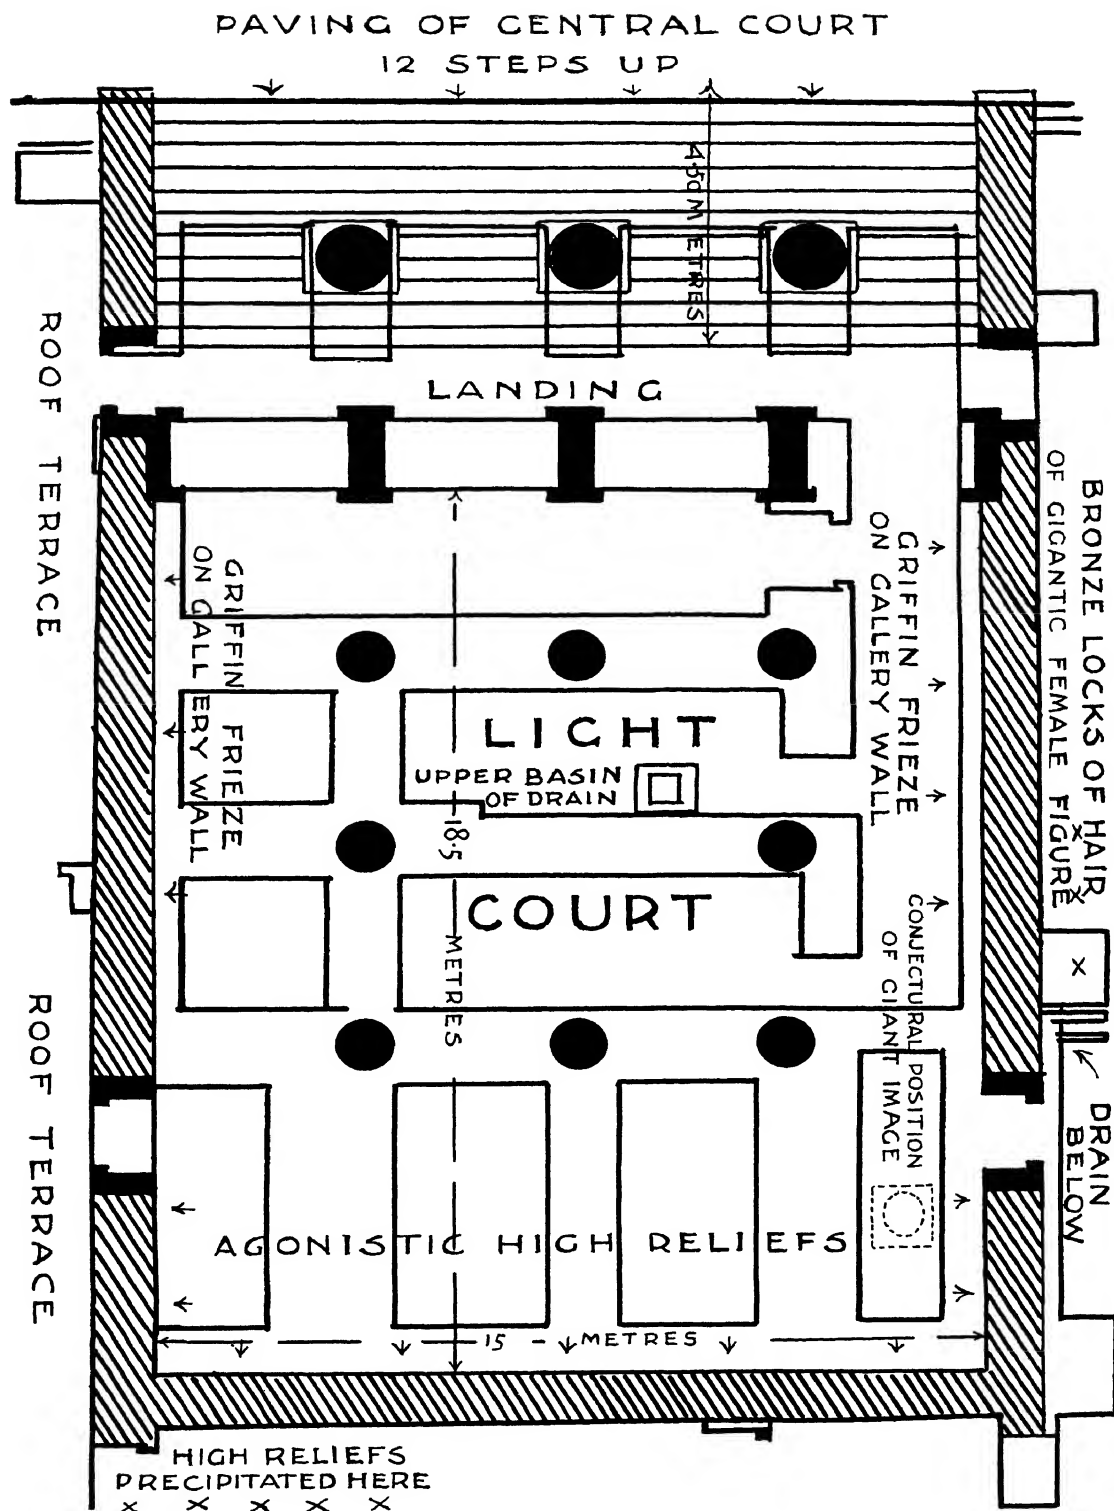 PAVING OF CENTRAL COURT
12 STEPS UP
4.50 METRES
LANDING
ROOF TERRACE
ROOF TERRACE
GRIFFIN FRIEZE
ON GALLERY WALL
GRIFFIN FRIEZE
ON GALLERY WALL
BRONZE LOCKS OF HAIR
OF GIGANTIC FEMALE FIGURE
X
X
X
LIGHT
UPPER BASIN
OF DRAIN
18.5 METRES
COURT
CONJECTURAL POSITION
OF GIANT IMAGE
DRAIN
BELOW
AGONISTIC HIGH RELIEFS
15 - METRES
HIGH RELIEFS
PRECIPITATED HERE
X X X X X